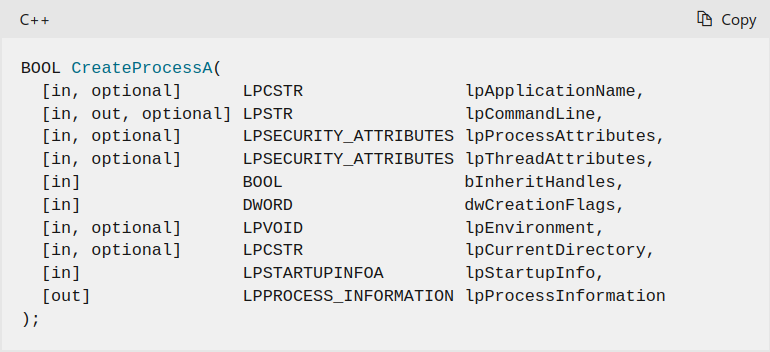 C++ Copy
BOOL CreateProcessA(
  [in, optional]      LPCSTR                lpApplicationName,
  [in, out, optional] LPSTR                 lpCommandLine,
  [in, optional]      LPSECURITY_ATTRIBUTES lpProcessAttributes,
  [in, optional]      LPSECURITY_ATTRIBUTES lpThreadAttributes,
  [in]                BOOL                  bInheritHandles,
  [in]                DWORD                 dwCreationFlags,
  [in, optional]      LPVOID                lpEnvironment,
  [in, optional]      LPCSTR                lpCurrentDirectory,
  [in]                LPSTARTUPINFOA        lpStartupInfo,
  [out]               LPPROCESS_INFORMATION lpProcessInformation
);